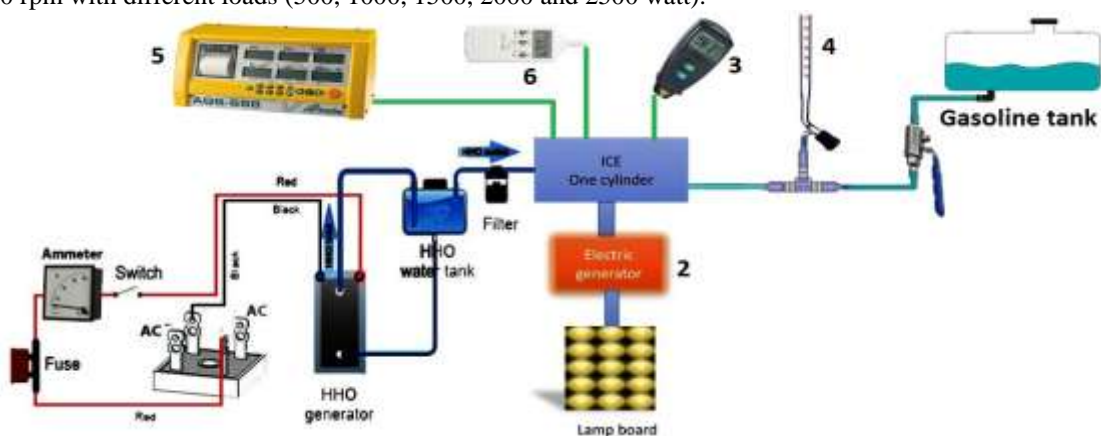 0 rpm with different loads (500, 1000, 1500, 2000 and 2500 watt).
5
6
3
4
Gasoline tank
ICE
One cylinder
Red
Black
Filter
HHO
water tank
Ammeter
Switch
Black
Electric
generator
2
AC
AC
Fuse
HHO
generator
Red
Lamp board